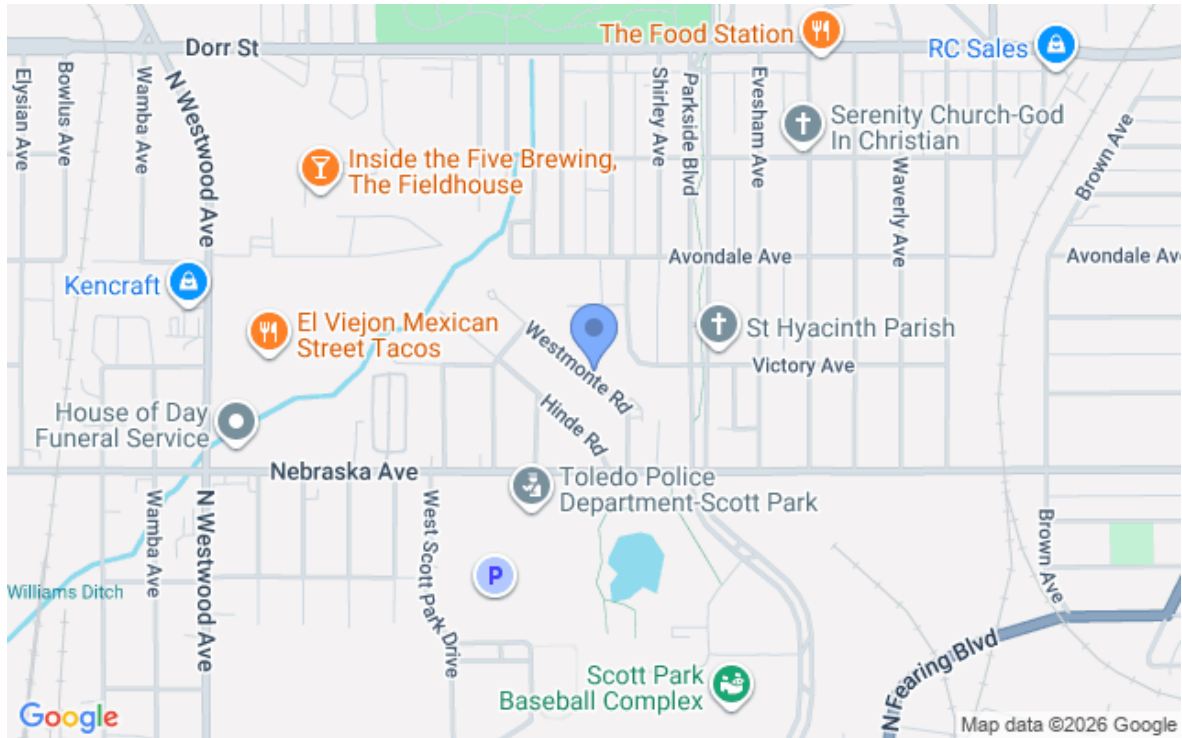 Dorr St
The Food Station
RC Sales
Elysian Ave
Bowlus Ave
Wamba Ave
N Westwood Ave
Shirley Ave
Parkside Blvd
Evesham Ave
Serenity Church-God
In Christian
Brown Ave
Inside the Five Brewing,
The Fieldhouse
Waverly Ave
Avondale Ave
Avondale Ave
Kencraft
El Viejon Mexican
Street Tacos
Westmonte Rd
St Hyacinth Parish
Victory Ave
House of Day
Funeral Service
Hinde Rd
Nebraska Ave
Toledo Police
Department-Scott Park
Wamba Ave
N Westwood Ave
West Scott Park Drive
Brown Ave
P
Williams Ditch
N Fearing Blvd
Scott Park
Baseball Complex
Google
Map data ©2026 Google